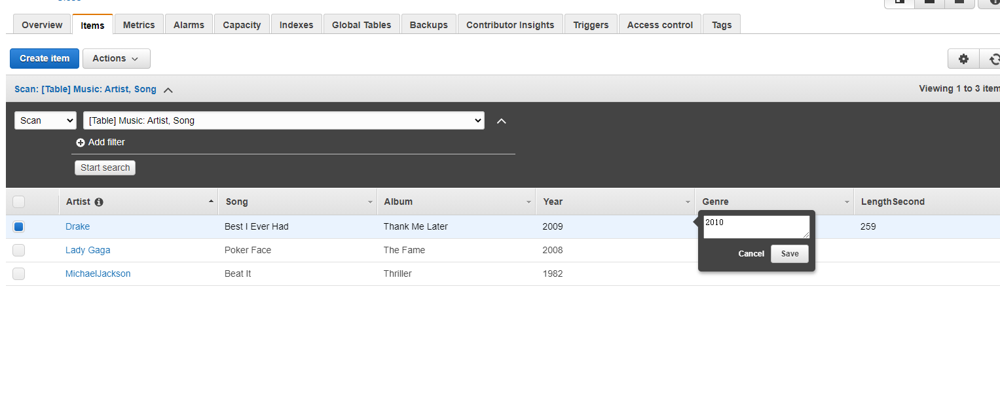 Overview Items Metrics Alarms Capacity Indexes Global Tables Backups Contributor Insights Triggers Access control Tags
Create item Actions
Scan: [Table] Music: Artist, Song Viewing 1 to 3 item
Scan [Table] Music: Artist, Song
Add filter
Start search
Artist Song Album Year Genre LengthSecond
Drake Best I Ever Had Thank Me Later 2009 2010 259
Lady Gaga Poker Face The Fame 2008 Cancel Save
MichaelJackson Beat It Thriller 1982